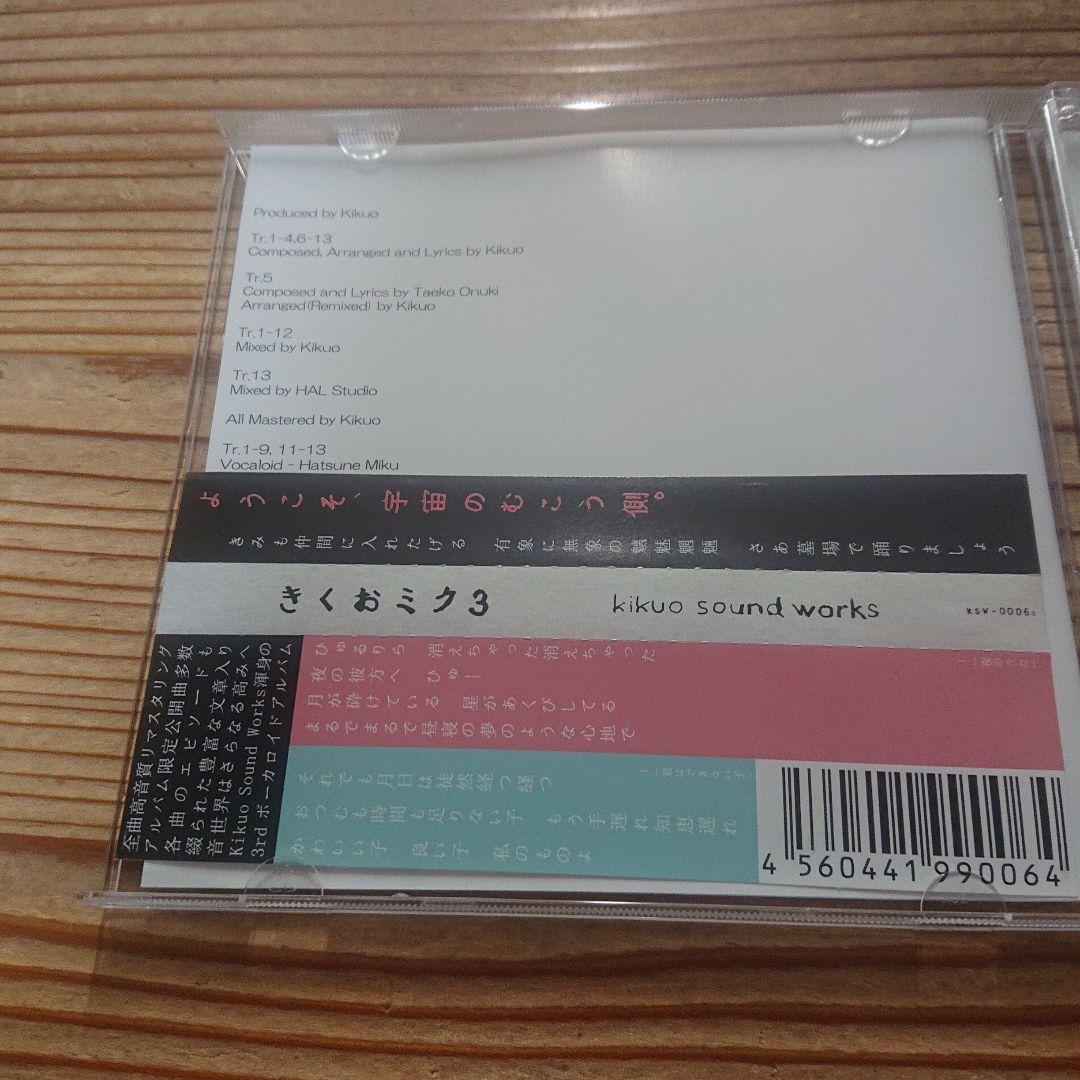 Produced by Kikuo
Tr.1-4,6-13
Composed, Arranged and Lyrics by Kikuo
Tr.5
Composed and Lyrics by Taeko Onuki
Arranged(Remixed) by Kikuo
Tr.1-12
Mixed by Kikuo
Tr.13
Mixed by HAL Studio
All Mastered by Kikuo
Tr.1-9, 11-13
Vocaloid - Hatsune Miku
ようこそ、宇宙のむこう側。
きみも仲間に入れたげる 有象に無象の魑魅魍魎 さあ墓場で踊りましょう
きくおミク3 kikuo sound works KSW-0006
全曲高音質リマスタリング
アルバム限定公開曲多数
各曲のエピソードも
綴られた豊富な文章入り
音世界はさらなる高みへ
Kikuo Sound Works渾身の
3rd ボーカロイドアルバム
ひゅるりら 消えちゃった消えちゃった
夜の彼方へ ひゅー
月が砕けている 星があくびしてる
まるでまるで昼寝の夢のような心地で
それでも月日は徒然経つ経つ
おつむも時間も足りない子 もう手遅れ知恵遅れ
かわいい子 良い子 私のものよ
4 560441 990064